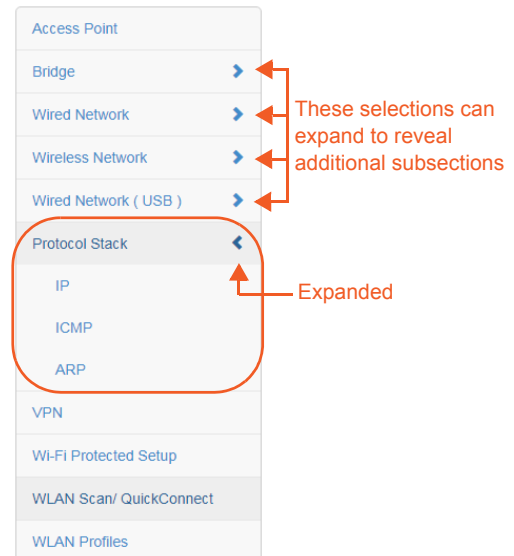 Access Point
Bridge
Wired Network
Wireless Network
Wired Network ( USB )
Protocol Stack
IP
ICMP
ARP
VPN
Wi-Fi Protected Setup
WLAN Scan/ QuickConnect
WLAN Profiles
These selections can
expand to reveal
additional subsections
Expanded